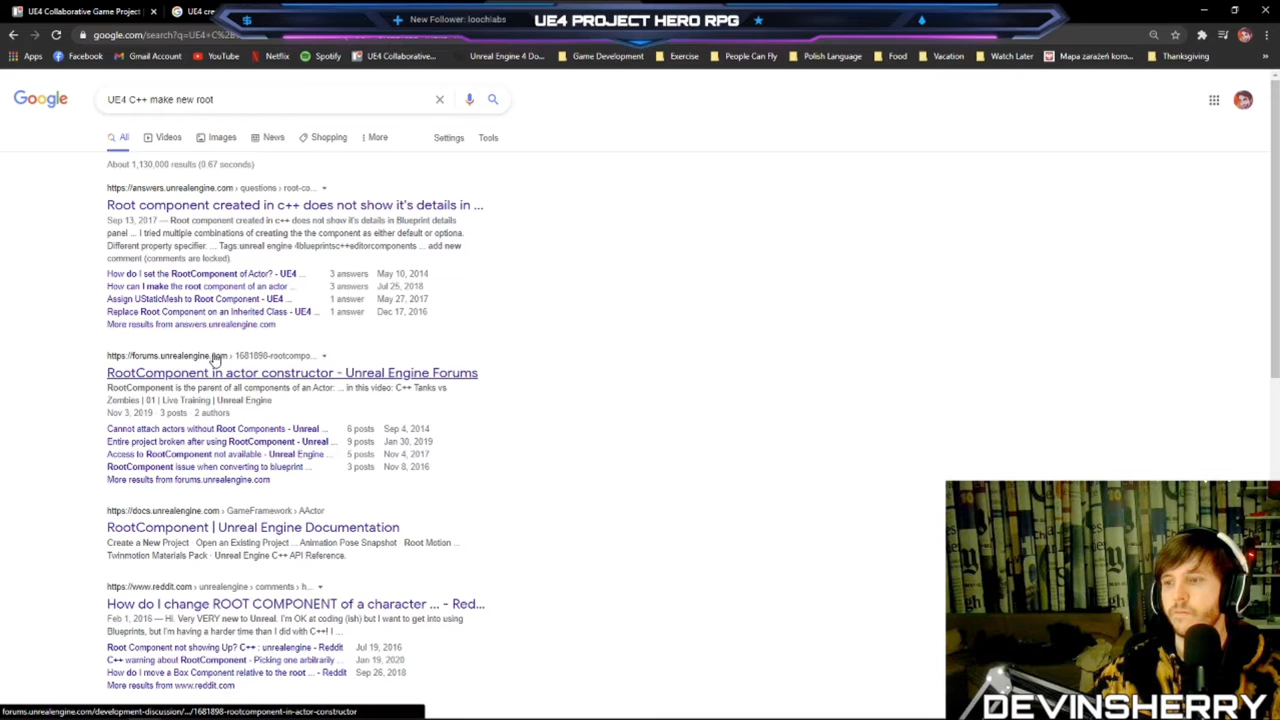 UE4 Collaborative Game Project
UE4 cre
New Follower: loochlabs
UE4 PROJECT HERO RPG
google.com/search?q=UE4+C%2B
Apps
Facebook
Gmail Account
YouTube
Netflix
Spotify
UE4 Collaborative...
Unreal Engine 4 Do...
Game Development
Exercise
People Can Fly
Polish Language
Food
Vacation
Watch Later
Mapa zarażeń koro...
Thanksgiving
Google
UE4 C++ make new root
All
Videos
Images
News
Shopping
More
Settings
Tools
About 1,130,000 results (0.67 seconds)
https://answers.unrealengine.com › questions › root-co...
Root component created in c++ does not show it's details in ...
Sep 13, 2017 — Root component created in c++ does not show it's details in Blueprint details
panel ... I tried multiple combinations of creating the the component as either default or optiona.
Different property specifier. ... Tags:unreal engine 4blueprintsc++editorcomponents ... add new
comment (comments are locked).
How do I set the RootComponent of Actor? - UE4 ... 3 answers May 10, 2014
How can I make the root component of an actor ... 3 answers Jul 25, 2018
Assign UStaticMesh to Root Component - UE4 ... 1 answer May 27, 2017
Replace Root Component on an Inherited Class - UE4 ... 1 answer Dec 17, 2016
More results from answers.unrealengine.com
https://forums.unrealengine.com › 1681898-rootcompo...
RootComponent in actor constructor - Unreal Engine Forums
RootComponent is the parent of all components of an Actor: ... in this video: C++ Tanks vs
Zombies | 01 | Live Training | Unreal Engine
Nov 3, 2019 · 3 posts · 2 authors
Cannot attach actors without Root Components - Unreal ... 6 posts Sep 4, 2014
Entire project broken after using RootComponent - Unreal ... 9 posts Jan 30, 2019
Access to RootComponent not available - Unreal Engine ... 5 posts Nov 4, 2017
RootComponent issue when converting to blueprint ... 3 posts Nov 8, 2016
More results from forums.unrealengine.com
https://docs.unrealengine.com › GameFramework › AActor
RootComponent | Unreal Engine Documentation
Create a New Project · Open an Existing Project ... Animation Pose Snapshot · Root Motion ...
Twinmotion Materials Pack · Unreal Engine C++ API Reference.
https://www.reddit.com › unrealengine › comments › h...
How do I change ROOT COMPONENT of a character ... - Red...
Feb 1, 2016 — Hi. Very VERY new to Unreal. I'm OK at coding (ish) but I want to get into using
Blueprints, but I'm having a harder time than I did with C++! I ...
Root Component not showing Up? C++ : unrealengine - Reddit Jul 19, 2016
C++ warning about RootComponent - Picking one arbitrarily ... Jan 19, 2020
How do I move a Box Component relative to the root ... - Reddit Sep 26, 2018
More results from www.reddit.com
forums.unrealengine.com/development-discussion/.../1681898-rootcomponent-in-actor-constructor
DEVINSHERRY